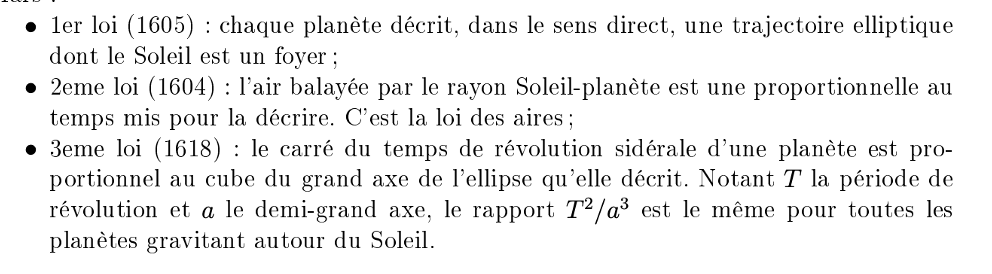 • 1er loi (1605) : chaque planète décrit, dans le sens direct, une trajectoire elliptique
dont le Soleil est un foyer ;
• 2eme loi (1604) : l'air balayée par le rayon Soleil-planète est une proportionnelle au
temps mis pour la décrire. C'est la loi des aires ;
• 3eme loi (1618) : le carré du temps de révolution sidérale d'une planète est pro-
portionnel au cube du grand axe de l'ellipse qu'elle décrit. Notant T la période de
révolution et a le demi-grand axe, le rapport T²/a³ est le même pour toutes les
planètes gravitant autour du Soleil.